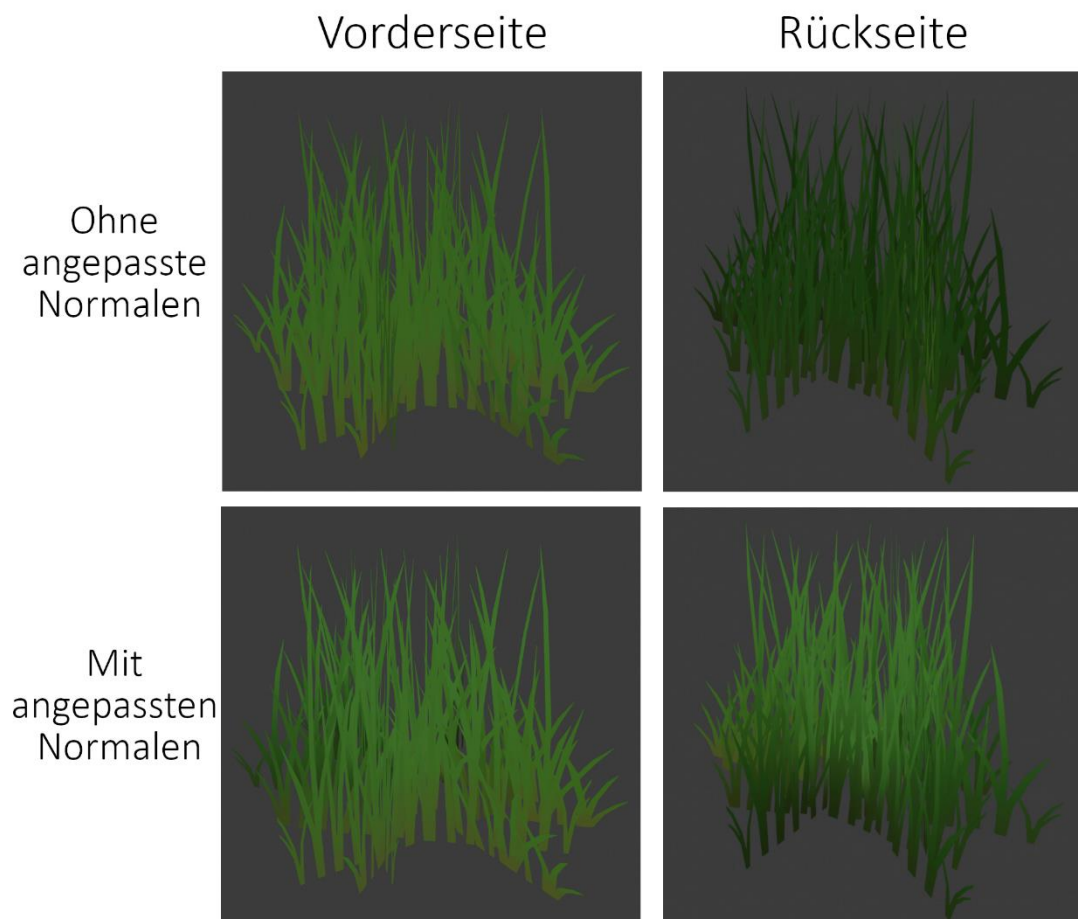 Vorderseite
Rückseite
Ohne
angepasste
Normalen
Mit
angepassten
Normalen